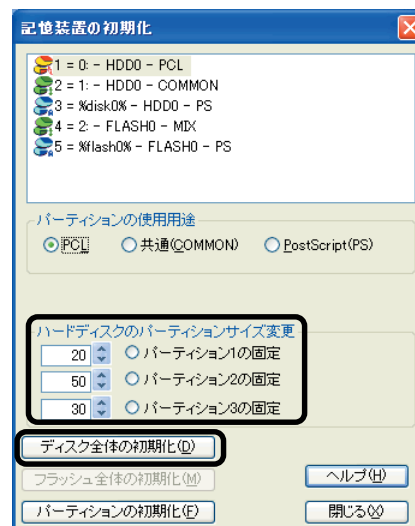 記憶装置の初期化
1 = 0: - HDD0 - PCL
2 = 1: - HDD0 - COMMON
3 = %disk0% - HDD0 - PS
4 = 2: - FLASH0 - MIX
5 = %flash0% - FLASH0 - PS
パーティションの使用用途
PCL 共通(COMMON) PostScript(PS)
ハードディスクのパーティションサイズ変更
20 パーティション1の固定
50 パーティション2の固定
30 パーティション3の固定
ディスク全体の初期化(D)
フラッシュ全体の初期化(M) ヘルプ(H)
パーティションの初期化(F) 閉じる(X)